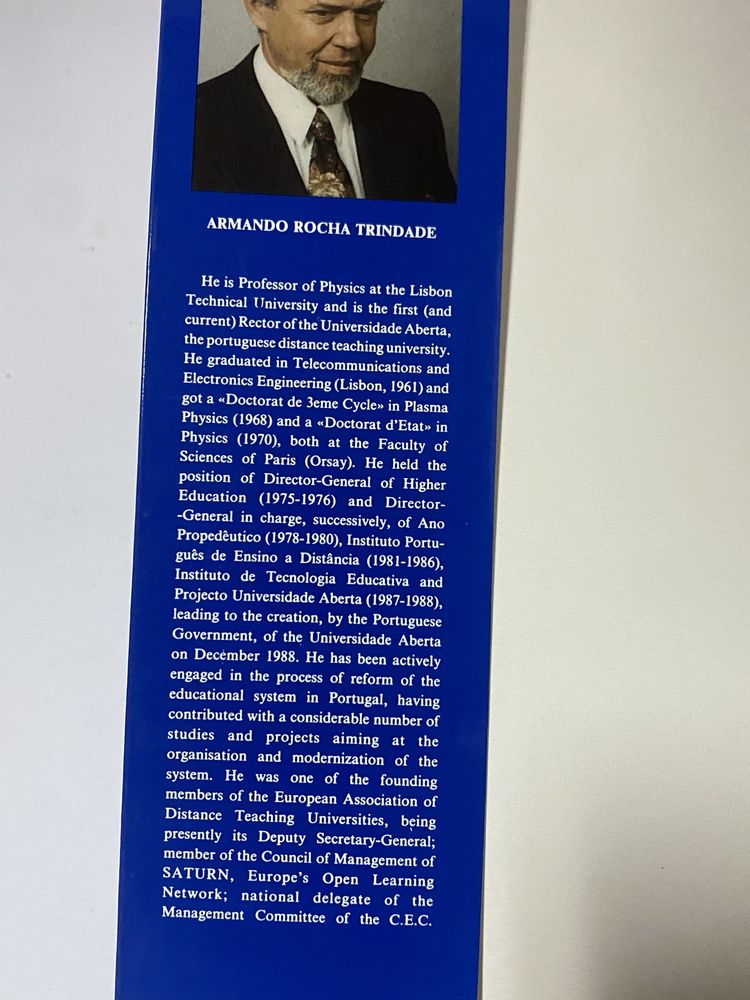 ARMANDO ROCHA TRINDADE
He is Professor of Physics at the Lisbon
Technical University and is the first (and
current) Rector of the Universidade Aberta,
the portuguese distance teaching university.
He graduated in Telecommunications and
Electronics Engineering (Lisbon, 1961) and
got a «Doctorat de 3eme Cycle» in Plasma
Physics (1968) and a «Doctorat d'Etat» in
Physics (1970), both at the Faculty of
Sciences of Paris (Orsay). He held the
position of Director-General of Higher
Education (1975-1976) and Director-
-General in charge, successively, of Ano
Propedêutico (1978-1980), Instituto Portu-
guês de Ensino a Distância (1981-1986),
Instituto de Tecnologia Educativa and
Projecto Universidade Aberta (1987-1988),
leading to the creation, by the Portuguese
Government, of the Universidade Aberta
on December 1988. He has been actively
engaged in the process of reform of the
educational system in Portugal, having
contributed with a considerable number of
studies and projects aiming at the
organisation and modernization of the
system. He was one of the founding
members of the European Association of
Distance Teaching Universities, being
presently its Deputy Secretary-General;
member of the Council of Management of
SATURN, Europe's Open Learning
Network; national delegate of the
Management Committee of the C.E.C.